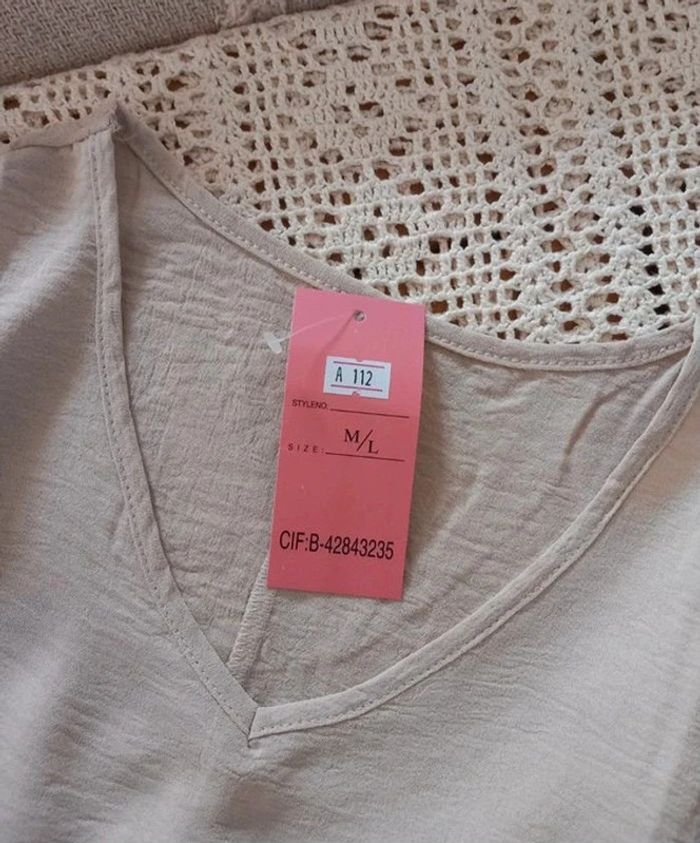 A 112
STYLENO:
SIZE: M/L
CIF:B-42843235